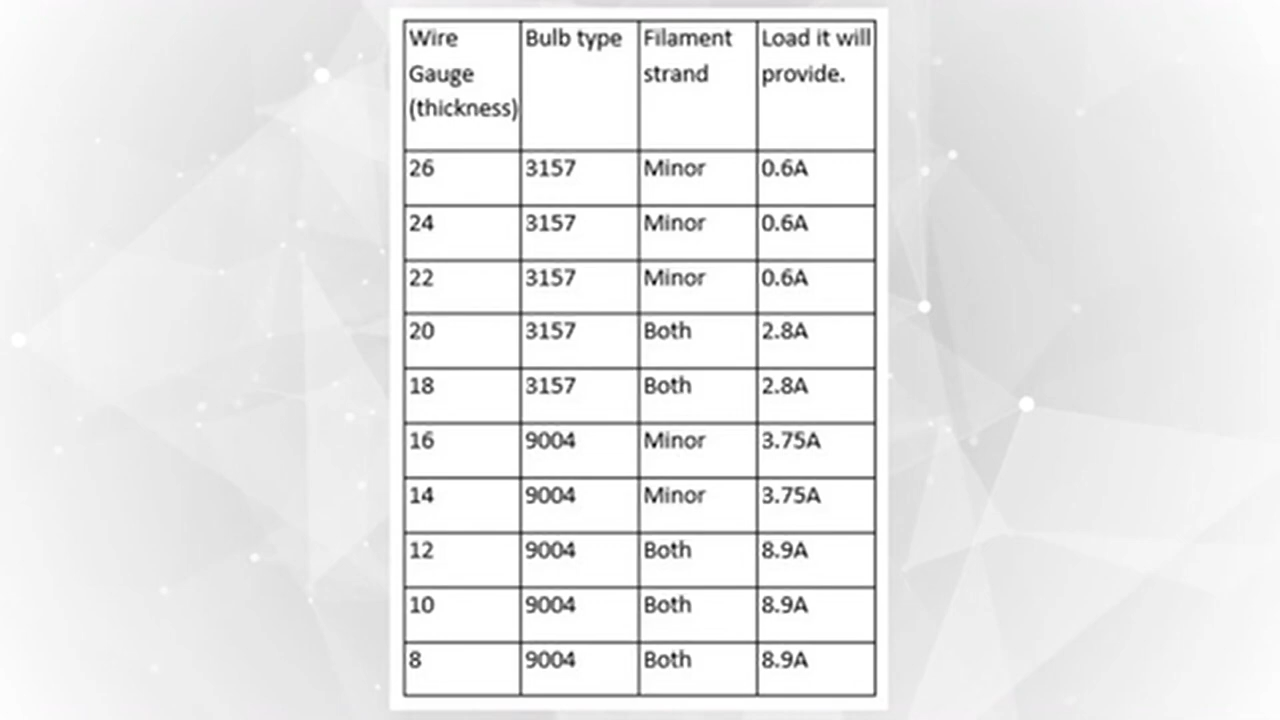 Wire Gauge (thickness) Bulb type Filament strand Load it will provide.
26 3157 Minor 0.6A
24 3157 Minor 0.6A
22 3157 Minor 0.6A
20 3157 Both 2.8A
18 3157 Both 2.8A
16 9004 Minor 3.75A
14 9004 Minor 3.75A
12 9004 Both 8.9A
10 9004 Both 8.9A
8 9004 Both 8.9A